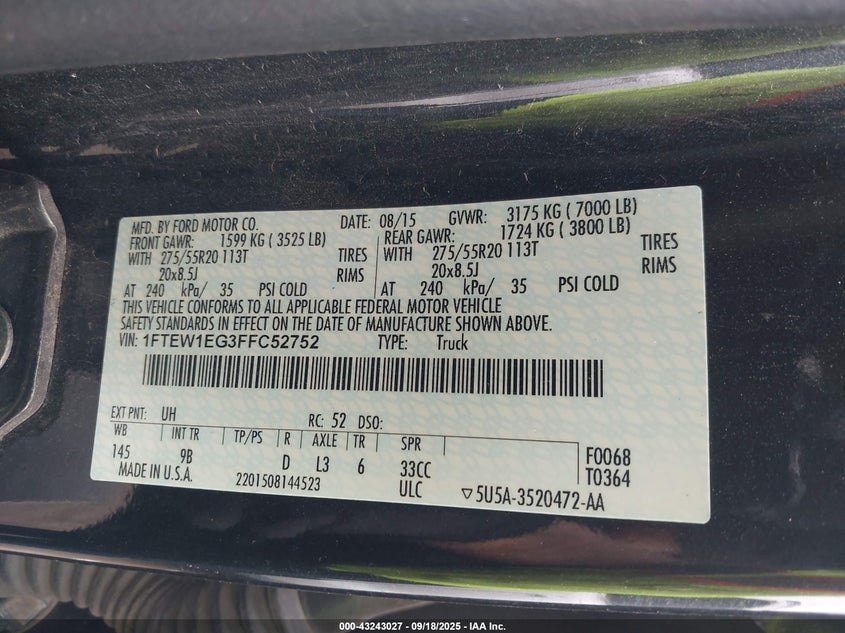 MFD. BY FORD MOTOR CO. DATE: 08/15 GVWR: 3175 KG ( 7000 LB)
FRONT GAWR: 1599 KG ( 3525 LB) REAR GAWR: 1724 KG ( 3800 LB)
WITH 275/55R20 113T TIRES WITH 275/55R20 113T TIRES
20x8.5J RIMS 20x8.5J RIMS
AT 240 kPa/ 35 PSI COLD AT 240 kPa/ 35 PSI COLD
THIS VEHICLE CONFORMS TO ALL APPLICABLE FEDERAL MOTOR VEHICLE
SAFETY STANDARDS IN EFFECT ON THE DATE OF MANUFACTURE SHOWN ABOVE.
VIN: 1FTEW1EG3FFC52752 TYPE: Truck
EXT PNT: UH RC: 52 DSO:
WB INT TR TP/PS R AXLE TR SPR F0068
145 9B D L3 6 33CC T0364
MADE IN U.S.A. 2201508144523 ULC ▽5U5A-3520472-AA
000-43243027 - 09/18/2025 - IAA Inc.